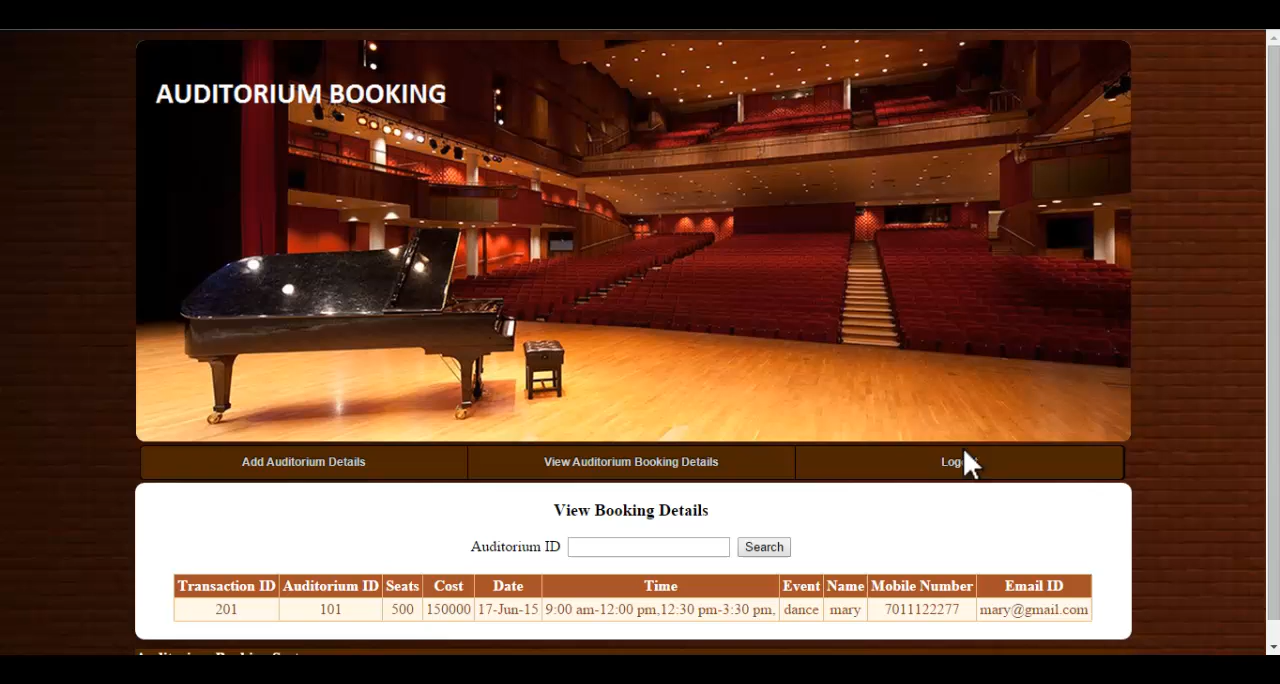 AUDITORIUM BOOKING
Add Auditorium Details View Auditorium Booking Details
View Booking Details
Auditorium ID Search
Transaction ID Auditorium ID Seats Cost Date Time Event Name Mobile Number Email ID
201 101 500 150000 17-Jun-15 9:00 am-12:00 pm,12:30 pm-3:30 pm, dance mary 7011122277 mary@gmail.com